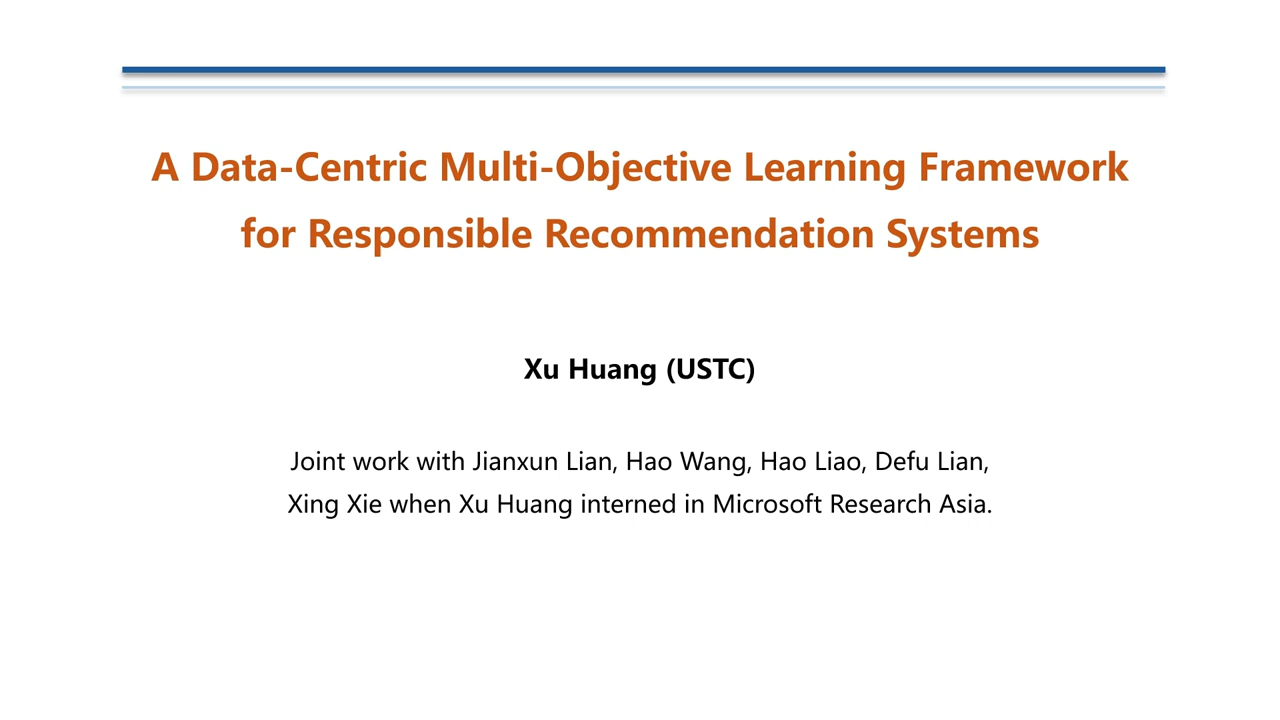 A Data-Centric Multi-Objective Learning Framework
for Responsible Recommendation Systems
Xu Huang (USTC)
Joint work with Jianxun Lian, Hao Wang, Hao Liao, Defu Lian,
Xing Xie when Xu Huang interned in Microsoft Research Asia.